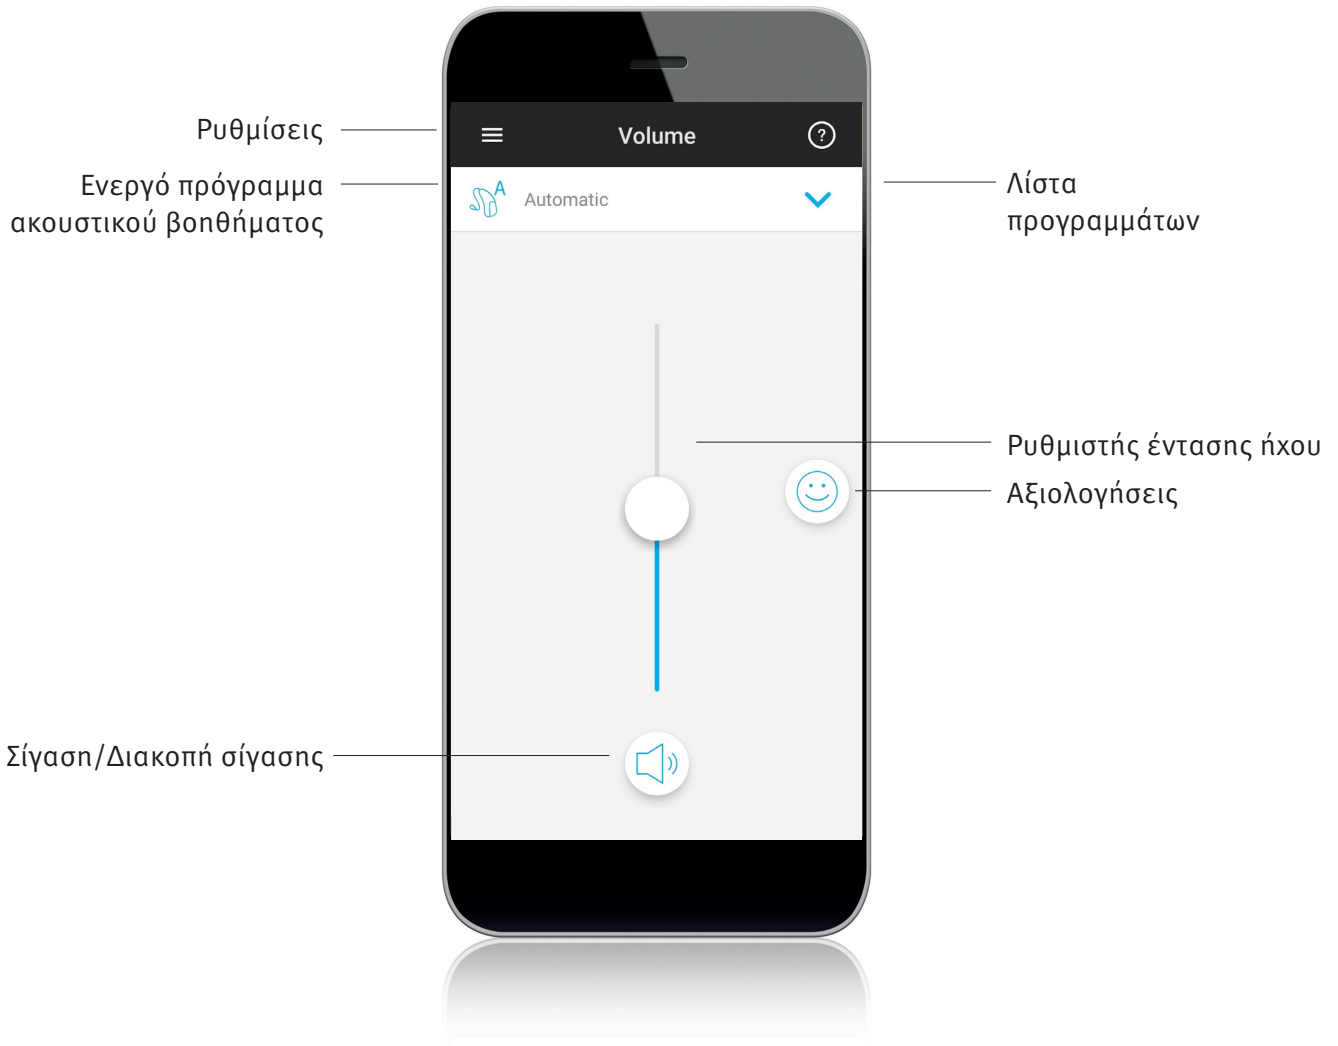 Ρυθμίσεις
Ενεργό πρόγραμμα
ακουστικού βοηθήματος
Σίγαση/Διακοπή σίγασης
Volume
?
A
Automatic
Λίστα
προγραμμάτων
Ρυθμιστής έντασης ήχου
Αξιολογήσεις